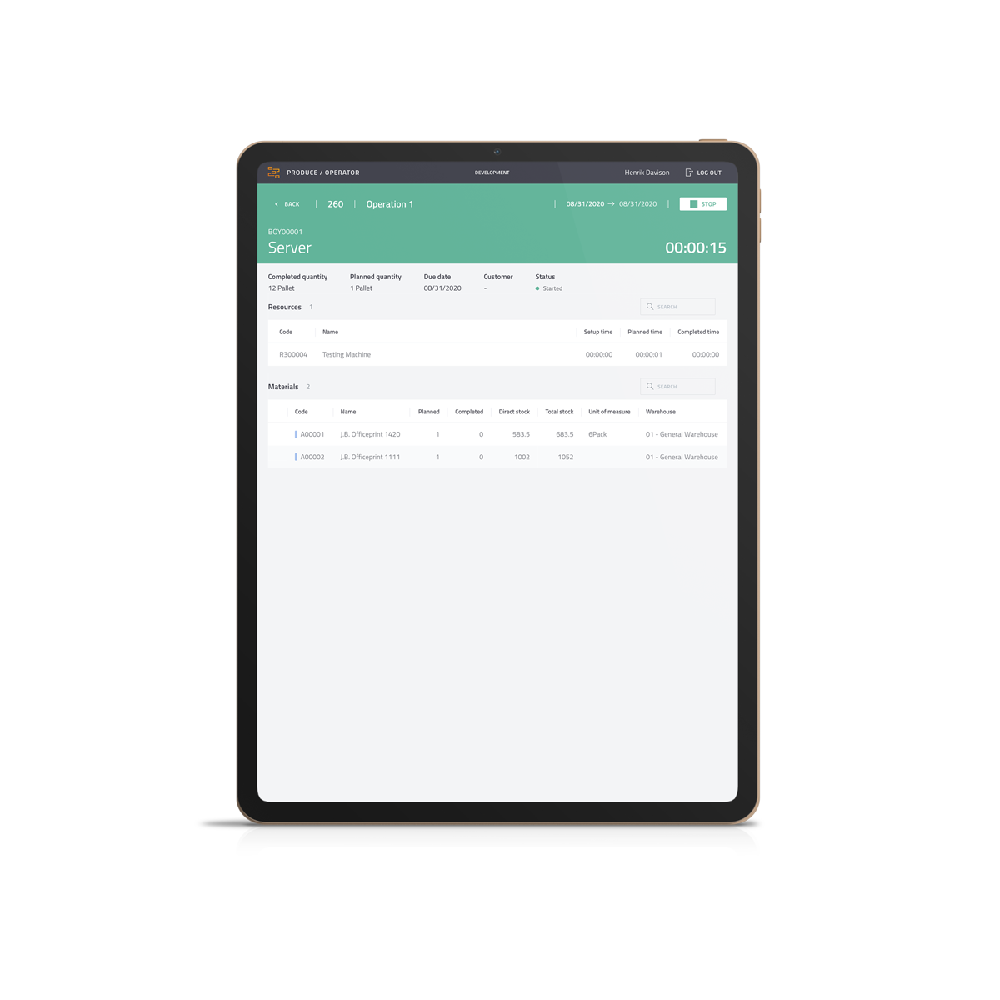 PRODUCE / OPERATOR DEVELOPMENT Henrik Davison LOG OUT
BACK | 260 | Operation 1 | 08/31/2020 → 08/31/2020 | STOP
BOY00001
Server 00:00:15
Completed quantity Planned quantity Due date Customer Status
12 Pallet 1 Pallet 08/31/2020 - Started
Resources 1 SEARCH
Code Name Setup time Planned time Completed time
R300004 Testing Machine 00:00:00 00:00:01 00:00:00
Materials 2 SEARCH
Code Name Planned Completed Direct stock Total stock Unit of measure Warehouse
A00001 J.B. Officeprint 1420 1 0 583.5 683.5 6Pack 01 - General Warehouse
A00002 J.B. Officeprint 1111 1 0 1002 1052 01 - General Warehouse